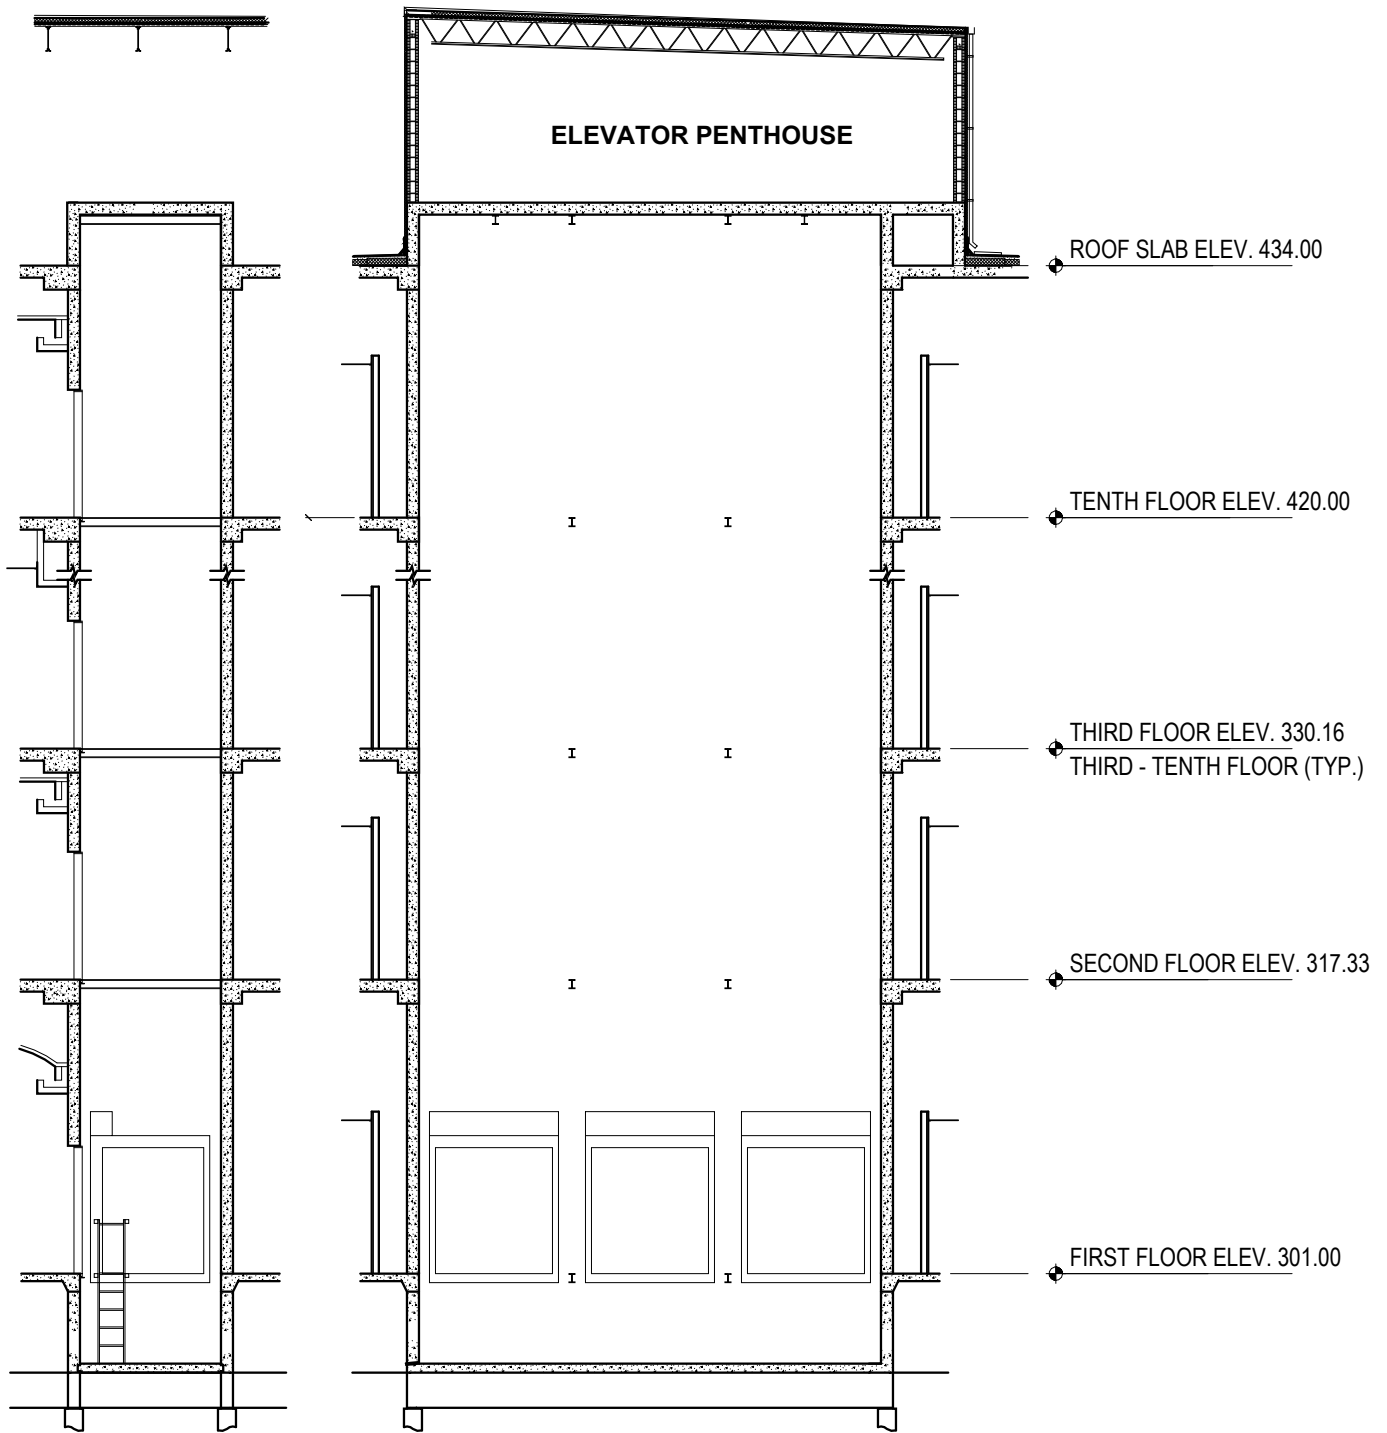 ELEVATOR PENTHOUSE
ROOF SLAB ELEV. 434.00
TENTH FLOOR ELEV. 420.00
THIRD FLOOR ELEV. 330.16
THIRD - TENTH FLOOR (TYP.)
SECOND FLOOR ELEV. 317.33
FIRST FLOOR ELEV. 301.00